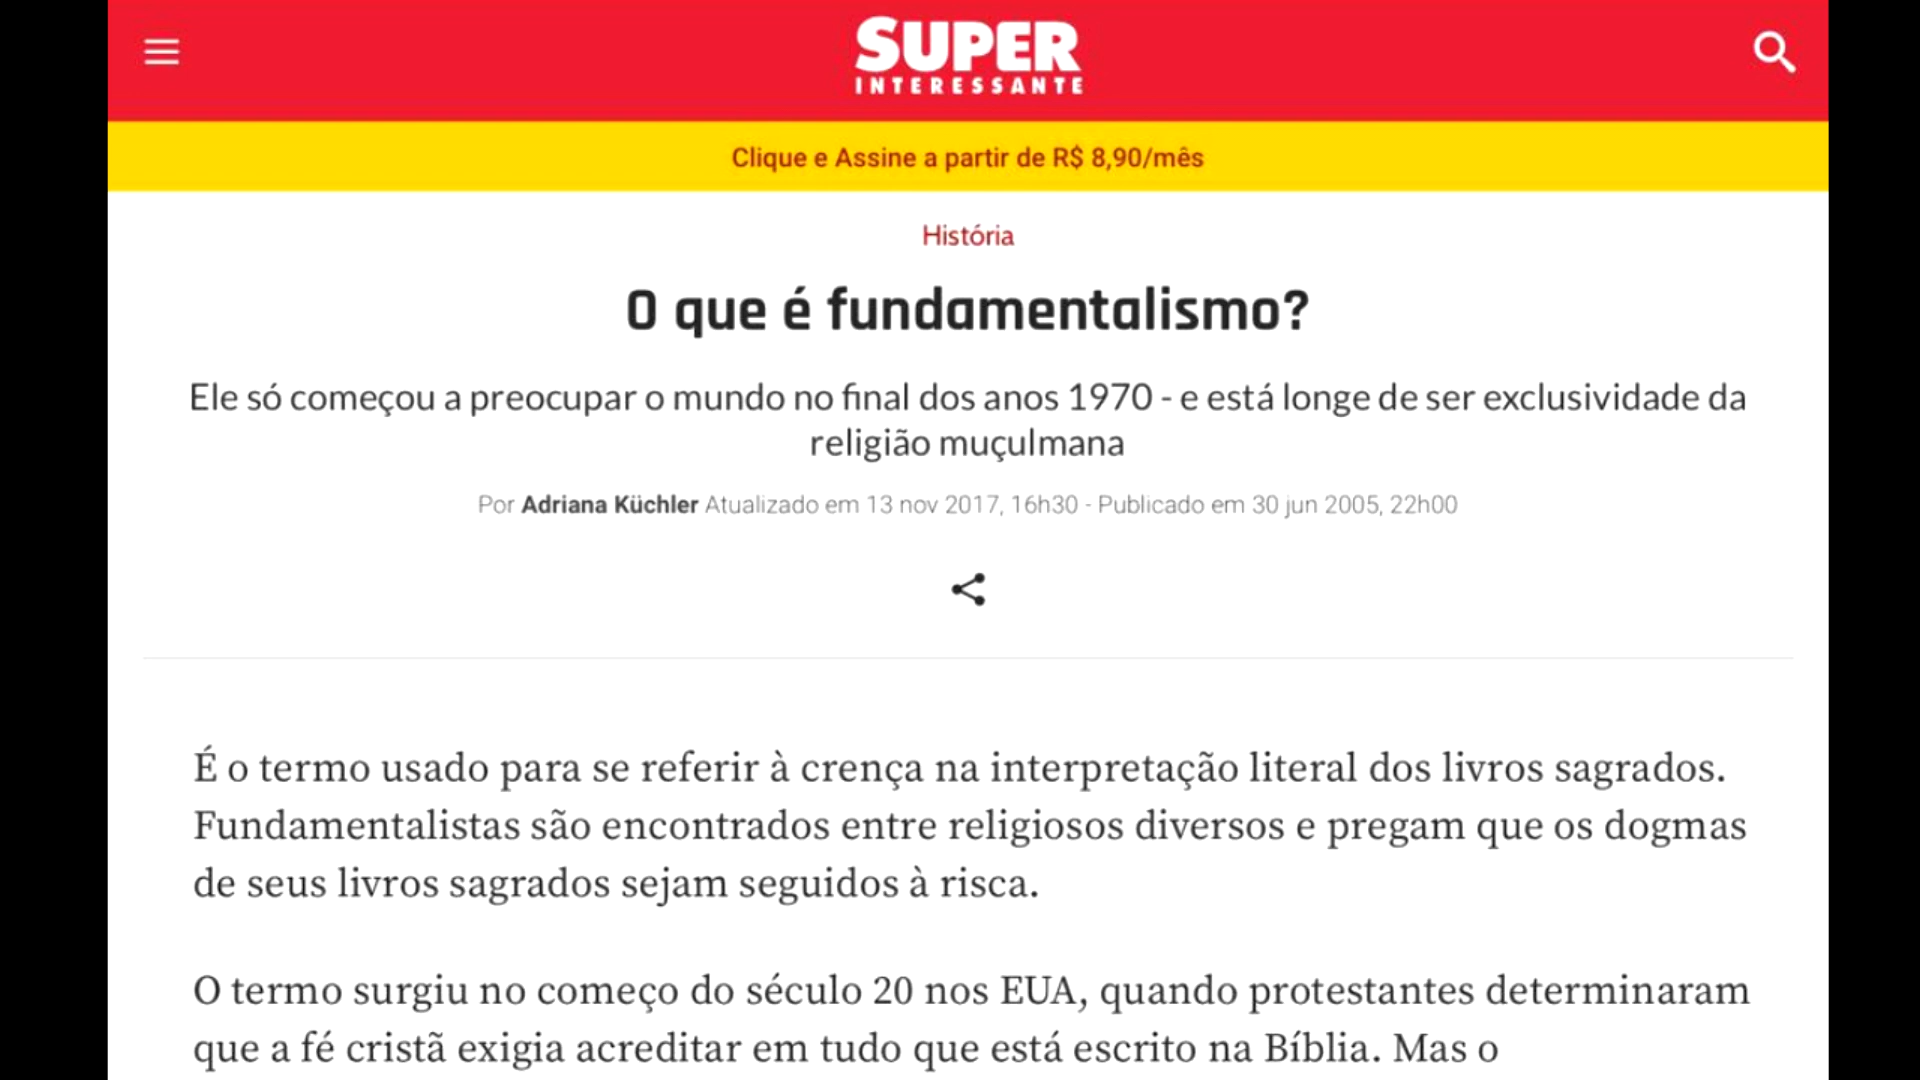 SUPER
INTERESSANTE
Clique e Assine a partir de R$ 8,90/mês
História
O que é fundamentalismo?
Ele só começou a preocupar o mundo no final dos anos 1970 - e está longe de ser exclusividade da
religião muçulmana
Por Adriana Küchler Atualizado em 13 nov 2017, 16h30 - Publicado em 30 jun 2005, 22h00
É o termo usado para se referir à crença na interpretação literal dos livros sagrados.
Fundamentalistas são encontrados entre religiosos diversos e pregam que os dogmas
de seus livros sagrados sejam seguidos à risca.
O termo surgiu no começo do século 20 nos EUA, quando protestantes determinaram
que a fé cristã exigia acreditar em tudo que está escrito na Bíblia. Mas o